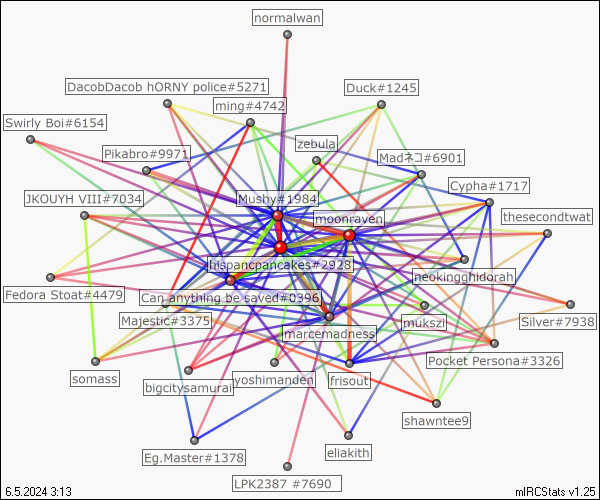 normalwan
DacobDacob hORNY police#5271
Duck#1245
ming#4742
Swirly Boi#6154
zebula
Pikabro#9971
Madネコ#6901
Cypha#1717
JKOUYH VIII#7034
Mushy#1984
moonraven
thesecondtwat
hispancpancakes#2928
neokingghidorah
Fedora Stoat#4479
Can anything be saved#0396
Majestic#3375
mukszi
Silver#7938
marcemadness
Pocket Persona#3326
somass
bigcitysamurai
yoshimanden
frisout
shawntee9
Eg.Master#1378
eliakith
LPK2387 #7690
6.5.2024 3:13
mIRCStats v1.25